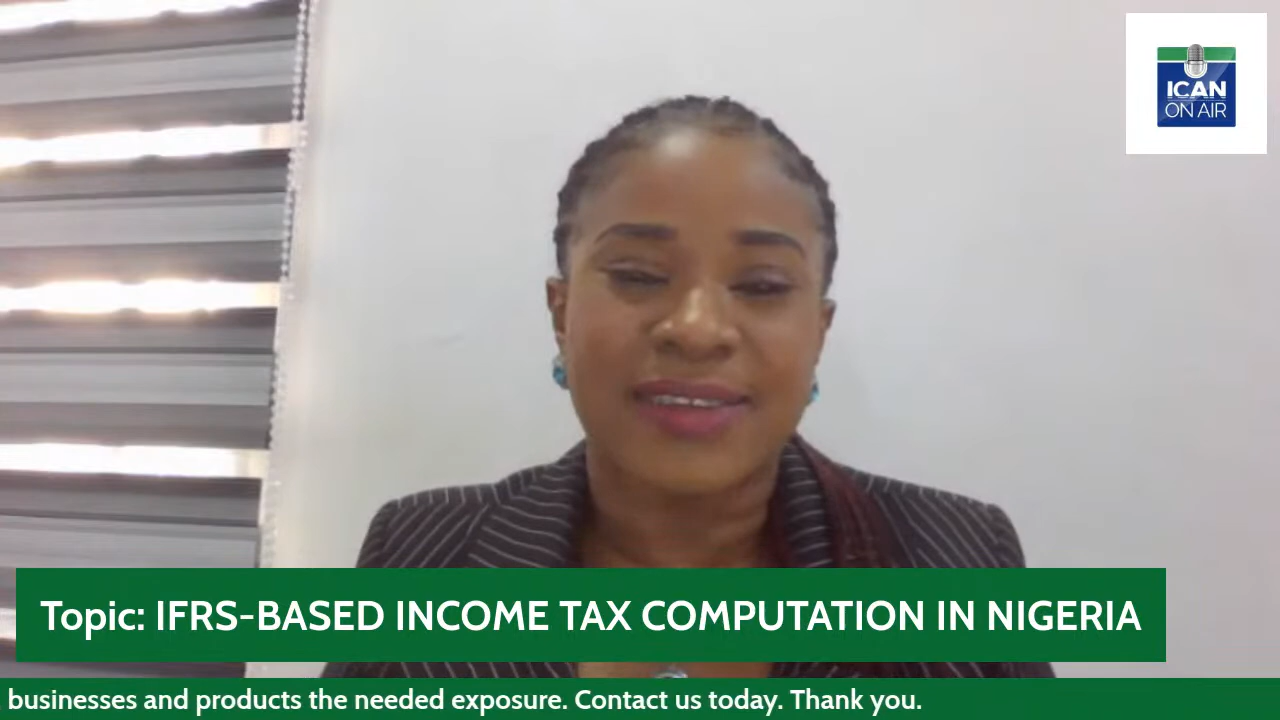 ICAN
ON AIR
Topic: IFRS-BASED INCOME TAX COMPUTATION IN NIGERIA
businesses and products the needed exposure. Contact us today. Thank you.